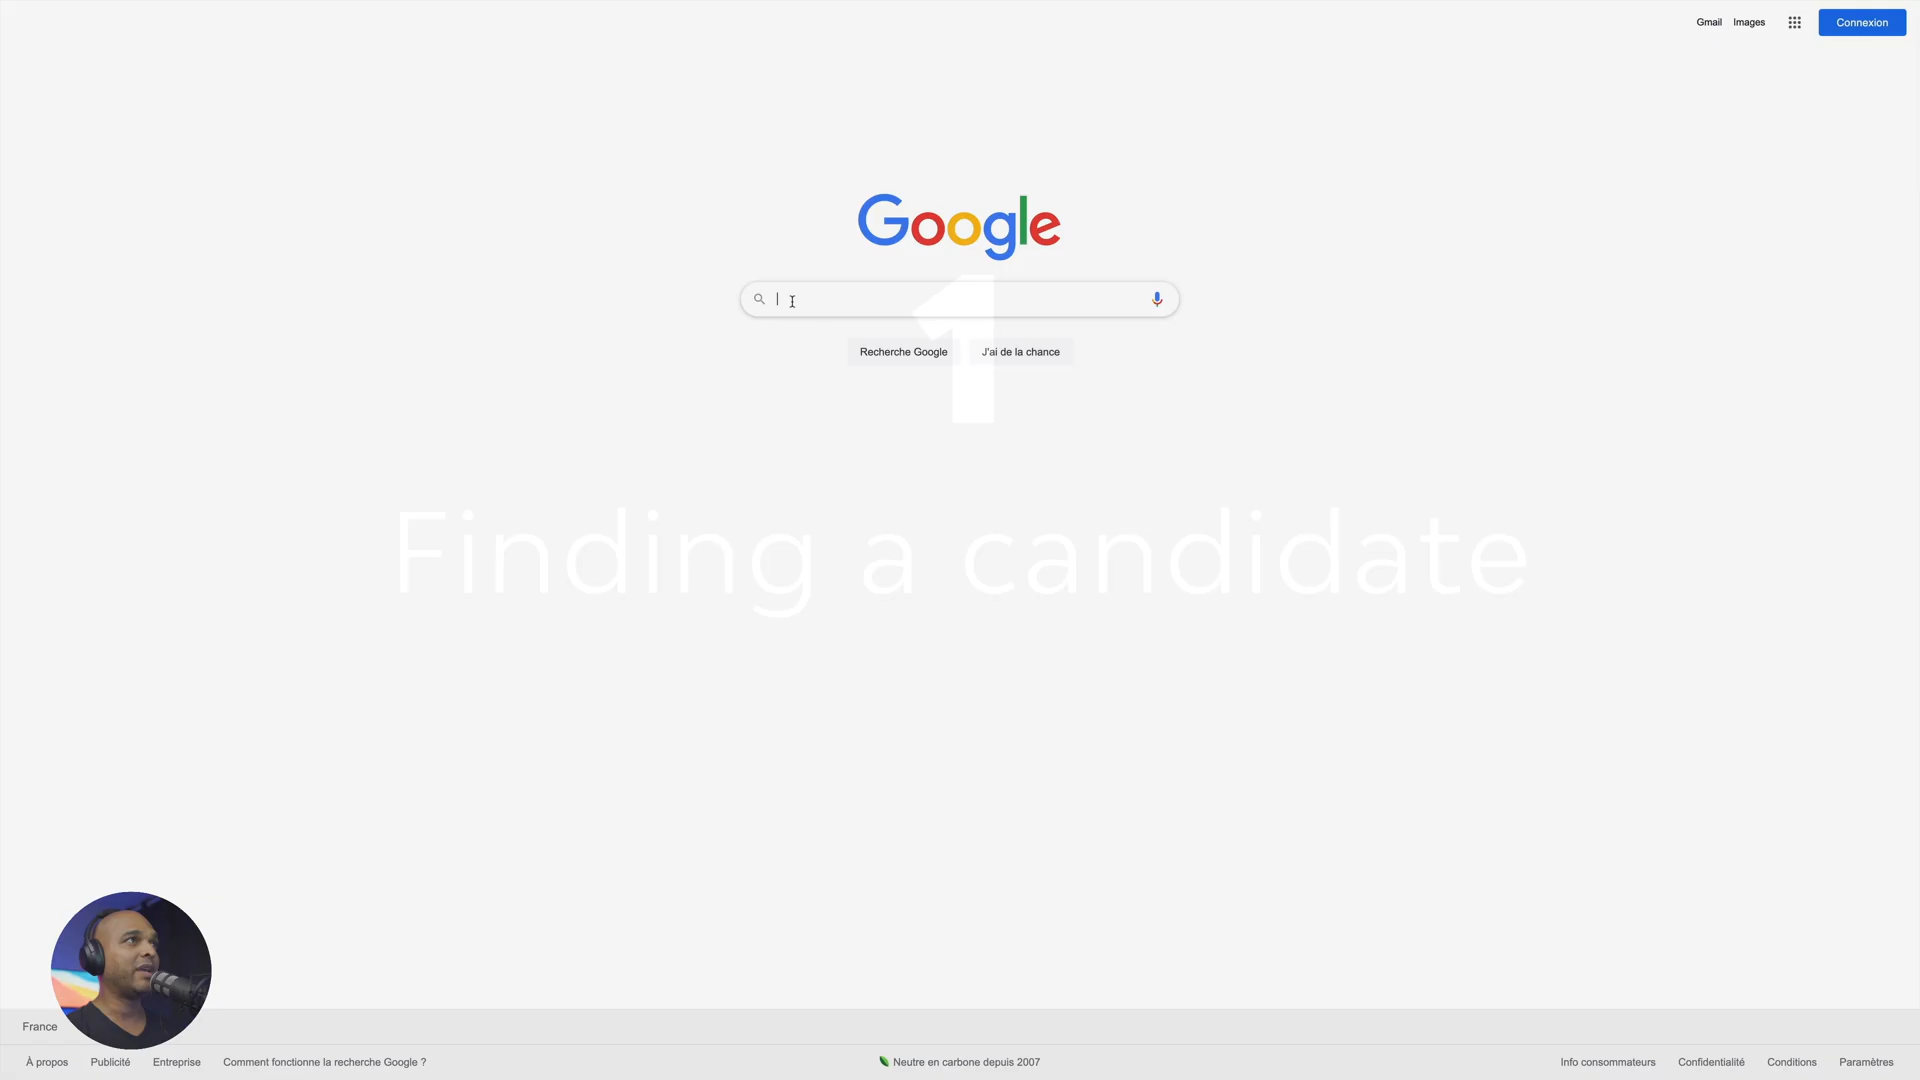 Gmail Images Connexion
Google
1
Recherche Google J'ai de la chance
Finding a candidate
France
À propos Publicité Entreprise Comment fonctionne la recherche Google ? Neutre en carbone depuis 2007 Info consommateurs Confidentialité Conditions Paramètres